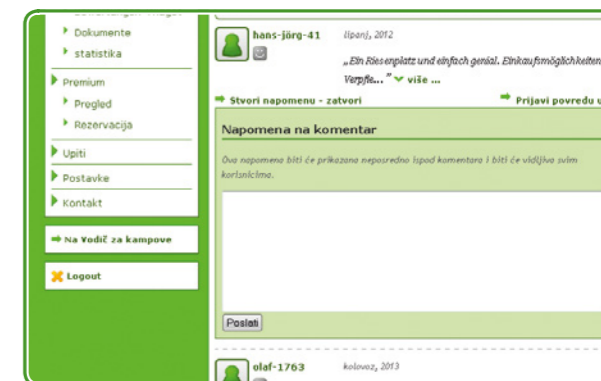 Dokumente
statistika
Premium
Pregled
Rezervacija
Upiti
Postavke
Kontakt
Na Vodič za kampove
Logout
hans-jörg-41 lipanj, 2012
„Ein Riesenplatz und einfach genial. Einkaufsmöglichkeiten
Verpfle..." više ...
Stvori napomenu - zatvori Prijavi povredu u
Napomena na komentar
Ova napomena biti će prikazana neposredno ispod komentara i biti će vidljiva svim
korisnicima.
Poslati
olaf-1763 kolovoz, 2013